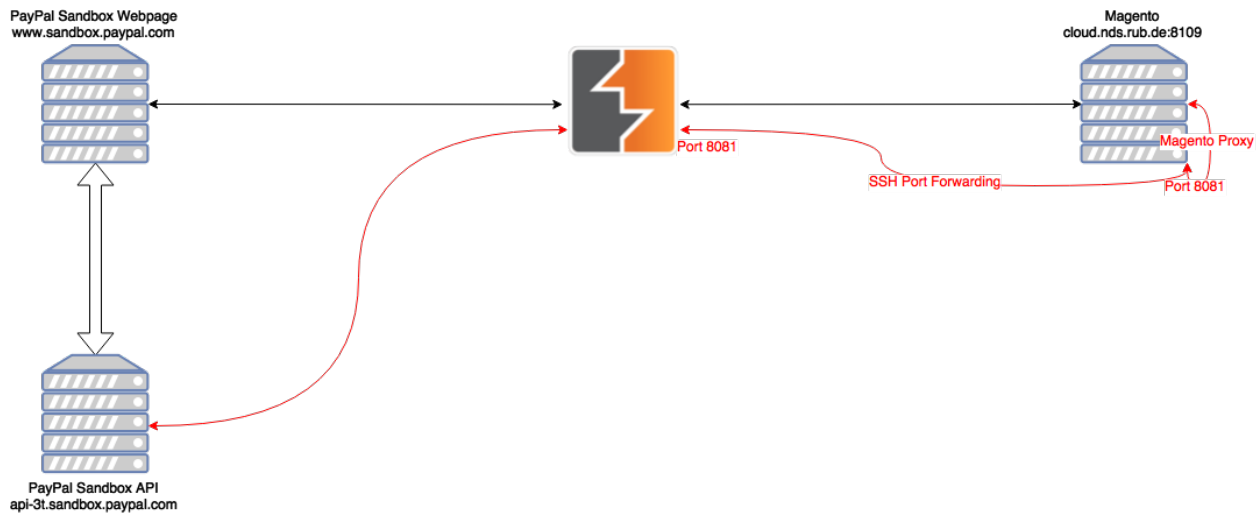 PayPal Sandbox Webpage
www.sandbox.paypal.com
Magento
cloud.nds.rub.de:8109
Port 8081
Magento Proxy
SSH Port Forwarding
Port 8081
PayPal Sandbox API
api-3t.sandbox.paypal.com